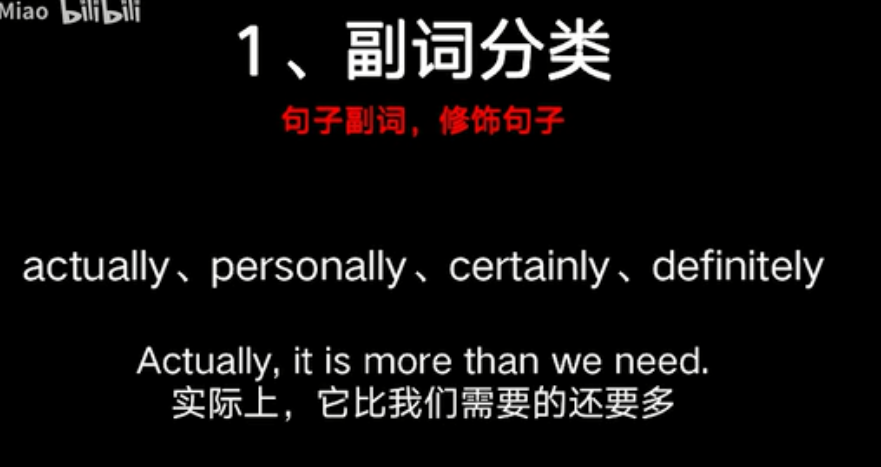 Miao bilibili
1、副词分类
句子副词，修饰句子
actually、personally、certainly、definitely
Actually, it is more than we need.
实际上，它比我们需要的还要多